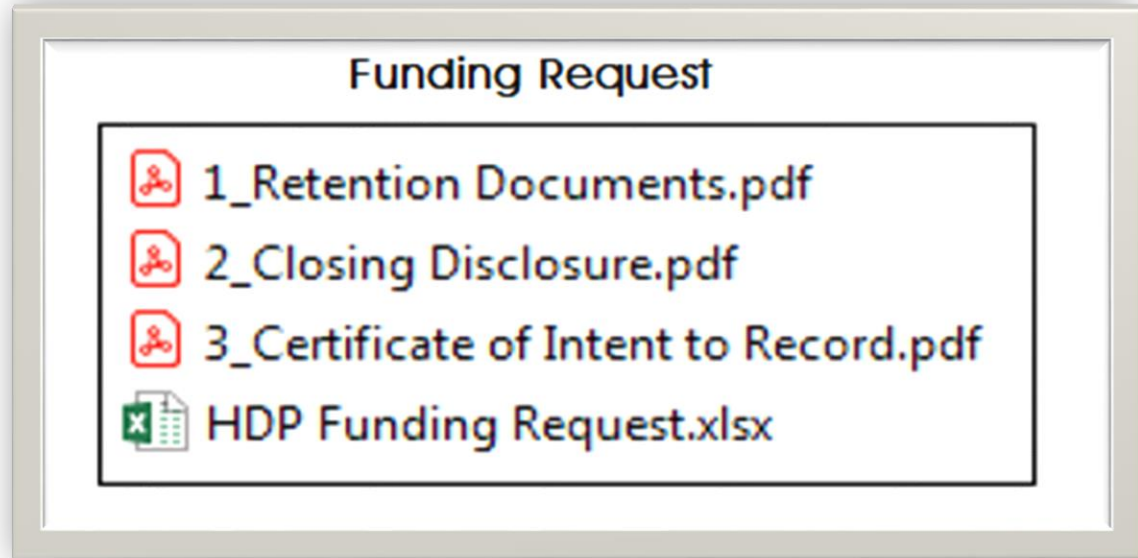 Funding Request
1_Retention Documents.pdf
2_Closing Disclosure.pdf
3_Certificate of Intent to Record.pdf
HDP Funding Request.xlsx